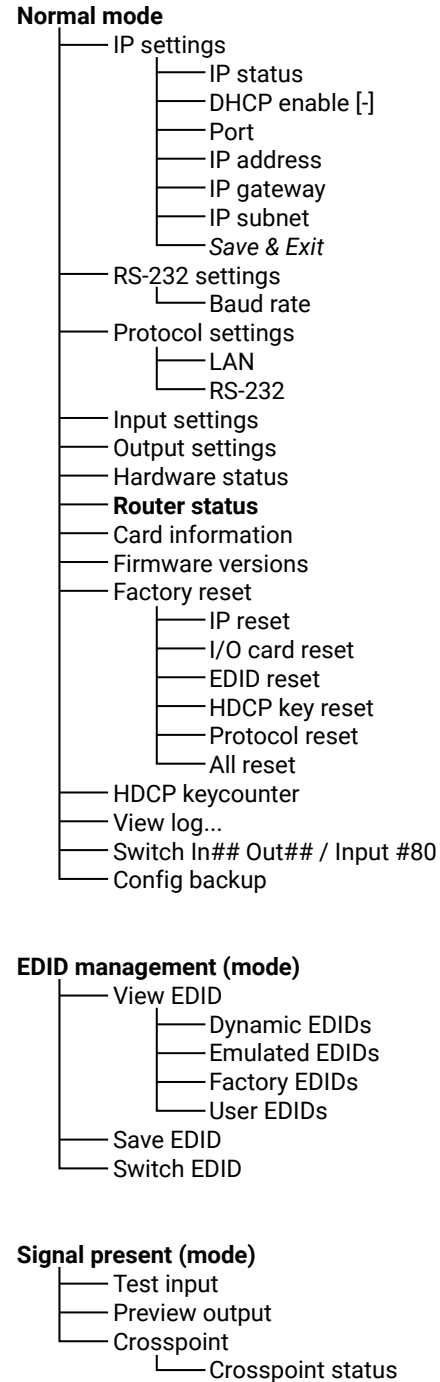 Normal mode
IP settings
IP status
DHCP enable [-]
Port
IP address
IP gateway
IP subnet
Save & Exit
RS-232 settings
Baud rate
Protocol settings
LAN
RS-232
Input settings
Output settings
Hardware status
Router status
Card information
Firmware versions
Factory reset
IP reset
I/O card reset
EDID reset
HDCP key reset
Protocol reset
All reset
HDCP keycounter
View log...
Switch In## Out## / Input #80
Config backup
EDID management (mode)
View EDID
Dynamic EDIDs
Emulated EDIDs
Factory EDIDs
User EDIDs
Save EDID
Switch EDID
Signal present (mode)
Test input
Preview output
Crosspoint
Crosspoint status